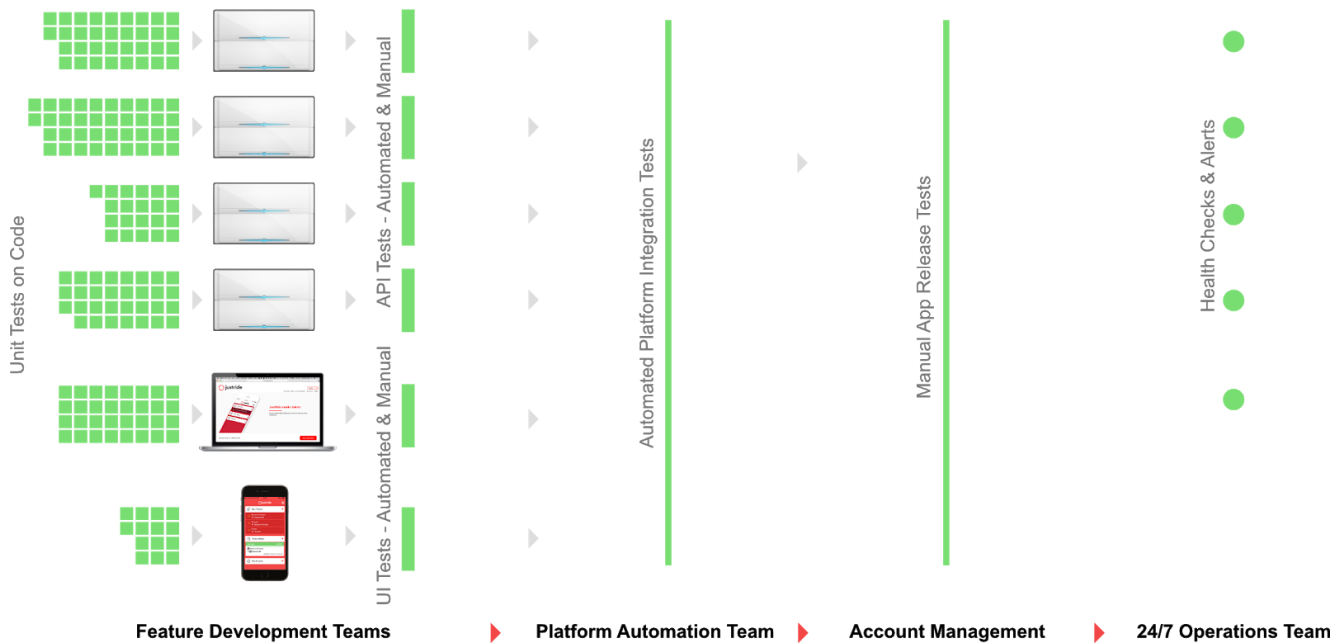 Unit Tests on Code
API Tests - Automated & Manual
UI Tests - Automated & Manual
Automated Platform Integration Tests
Manual App Release Tests
Health Checks & Alerts
justride
Feature Development Teams
Platform Automation Team
Account Management
24/7 Operations Team